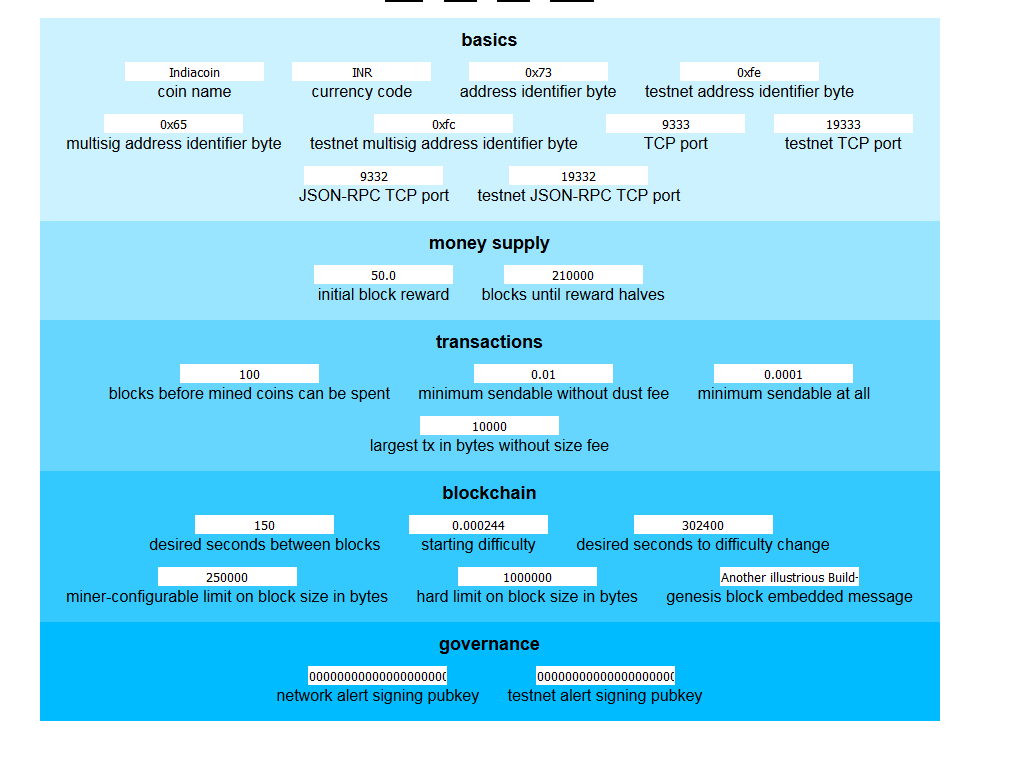 basics
Indiacoin INR 0x73 0xfe
coin name currency code address identifier byte testnet address identifier byte
0x65 0xfc 9333 19333
multisig address identifier byte testnet multisig address identifier byte TCP port testnet TCP port
9332 19332
JSON-RPC TCP port testnet JSON-RPC TCP port
money supply
50.0 210000
initial block reward blocks until reward halves
transactions
100 0.01 0.0001
blocks before mined coins can be spent minimum sendable without dust fee minimum sendable at all
10000
largest tx in bytes without size fee
blockchain
150 0.000244 302400
desired seconds between blocks starting difficulty desired seconds to difficulty change
250000 1000000 Another illustrious Build-
miner-configurable limit on block size in bytes hard limit on block size in bytes genesis block embedded message
governance
00000000000000000000 00000000000000000000
network alert signing pubkey testnet alert signing pubkey